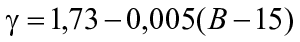 γ = 1,73 − 0,005(B − 15)